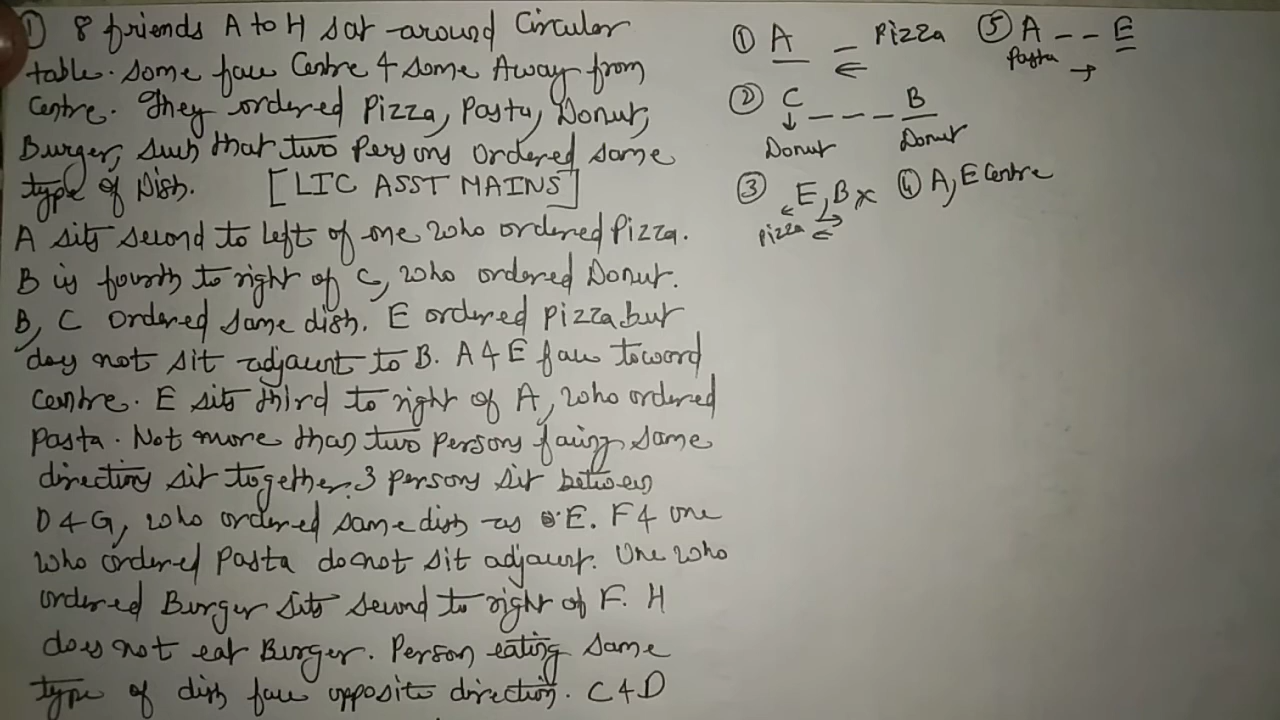 ① 8 friends A to H sat around Circular
table. Some face Centre & some Away from
Centre. They ordered Pizza, Pasta, Donut,
Burger, such that two Persons ordered same
type of Dish. [LIC ASST MAINS]
A sits second to left of one who ordered Pizza.
B is fourth to right of C, who ordered Donut.
B, C ordered same dish. E ordered pizza but
does not sit adjacent to B. A & E face toword
centre. E sits third to right of A, who ordered
pasta. Not more than two persons facing same
directions sit together. 3 persons sit between
D & G, who ordered same dish as E. F & one
who ordered pasta do not sit adjacent. One who
ordered Burger sits second to right of F. H
does not eat Burger. Person eating same
type of dish face opposite direction. C & D
① A _ Pizza
② C _ _ _ B
Donut Donut
③ E, B ×
Pizza
④ A, E Centre
⑤ A _ _ E
Pasta